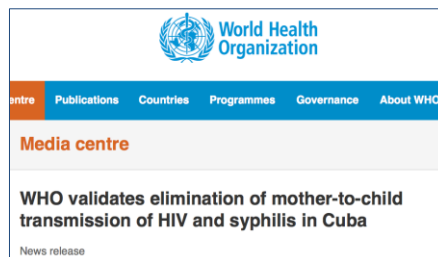 World Health
Organization
entre Publications Countries Programmes Governance About WHO
Media centre
WHO validates elimination of mother-to-child
transmission of HIV and syphilis in Cuba
News release